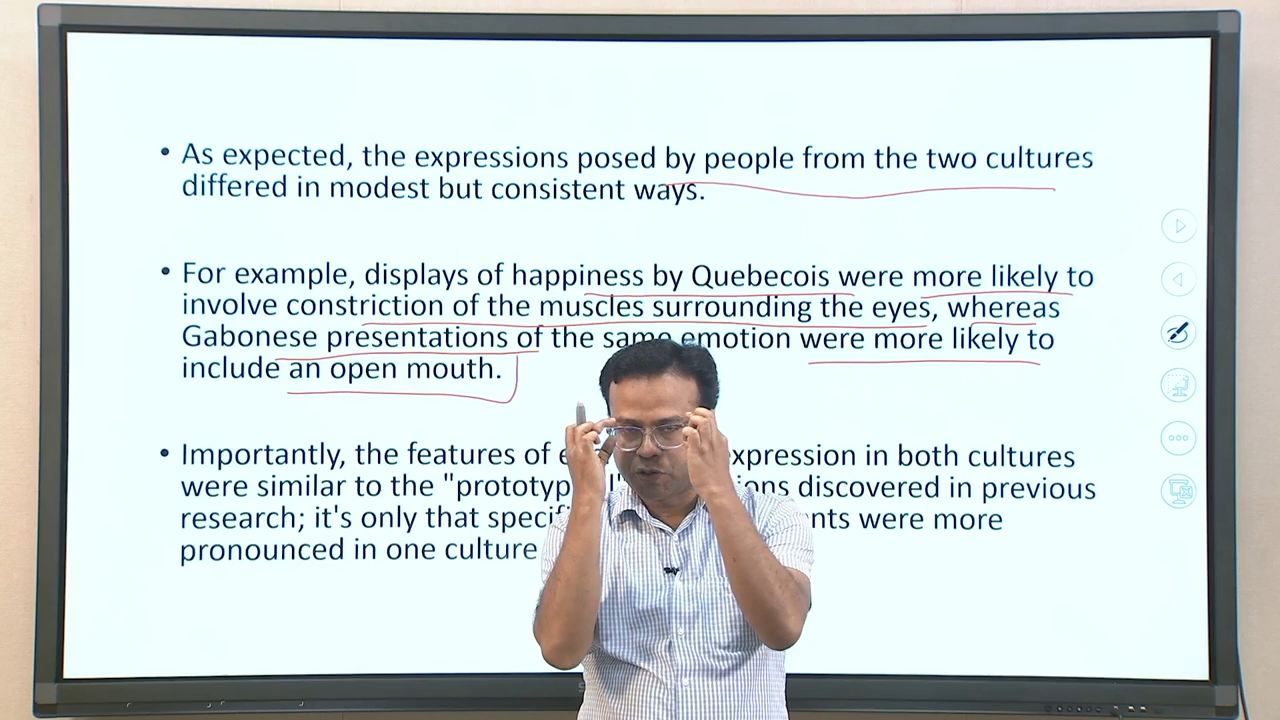 • As expected, the expressions posed by people from the two cultures
differed in modest but consistent ways.
• For example, displays of happiness by Quebecois were more likely to
involve constriction of the muscles surrounding the eyes, whereas
Gabonese presentations of the same emotion were more likely to
include an open mouth.
• Importantly, the features of expression in both cultures
were similar to the discovered in previous
research; it's only that were more
pronounced in one culture